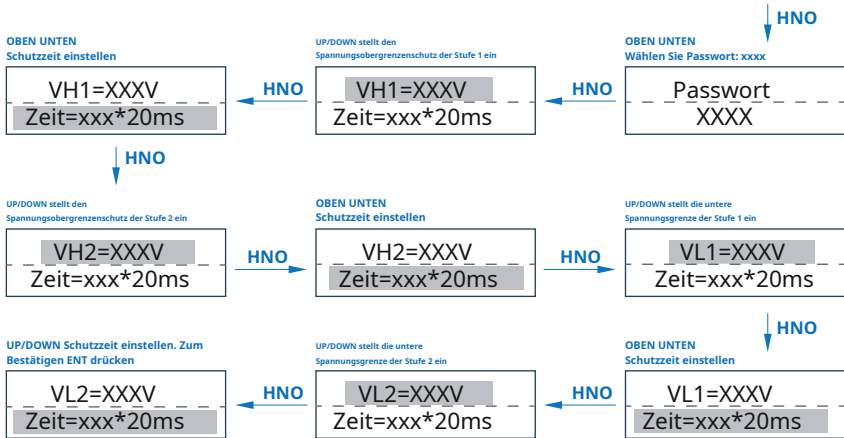 HNO
OBEN UNTEN
Schutzzeit einstellen
VH1=XXXV
Zeit=xxx*20ms
HNO
UP/DOWN stellt den
Spannungsobergrenzenschutz der Stufe 1 ein
VH1=XXXV
Zeit=xxx*20ms
HNO
OBEN UNTEN
Wählen Sie Passwort: xxxx
Passwort
XXXX
HNO
UP/DOWN stellt den
Spannungsobergrenzenschutz der Stufe 2 ein
VH2=XXXV
Zeit=xxx*20ms
HNO
OBEN UNTEN
Schutzzeit einstellen
VH2=XXXV
Zeit=xxx*20ms
HNO
UP/DOWN stellt die untere
Spannungsgrenze der Stufe 1 ein
VL1=XXXV
Zeit=xxx*20ms
HNO
UP/DOWN Schutzzeit einstellen. Zum
Bestätigen ENT drücken
VL2=XXXV
Zeit=xxx*20ms
HNO
UP/DOWN stellt die untere
Spannungsgrenze der Stufe 2 ein
VL2=XXXV
Zeit=xxx*20ms
HNO
OBEN UNTEN
Schutzzeit einstellen
VL1=XXXV
Zeit=xxx*20ms